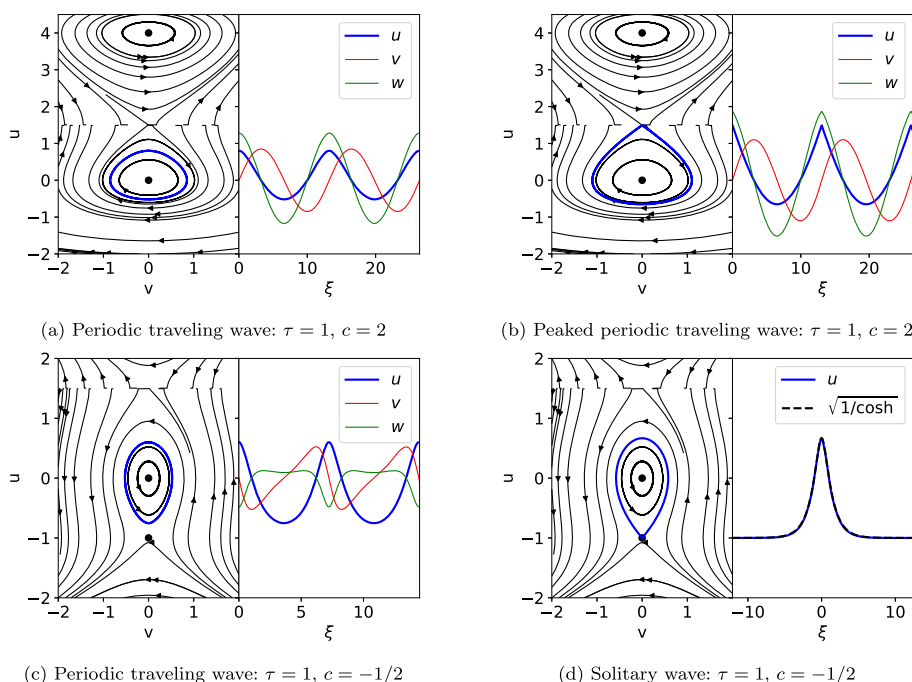 4
3
2
1
0
−1
−2
u
−2 −1 0 1
v
0 10 20
ξ
u
v
w
(a) Periodic traveling wave: τ = 1, c = 2
4
3
2
1
0
−1
−2
u
−2 −1 0 1
v
0 10 20
ξ
u
v
w
(b) Peaked periodic traveling wave: τ = 1, c = 2
2
1
0
−1
−2
u
−2 −1 0 1
v
0 5 10
ξ
u
v
w
(c) Periodic traveling wave: τ = 1, c = −1/2
2
1
0
−1
−2
u
−2 −1 0 1
v
−10 0 10
ξ
u
√1/cosh
(d) Solitary wave: τ = 1, c = −1/2